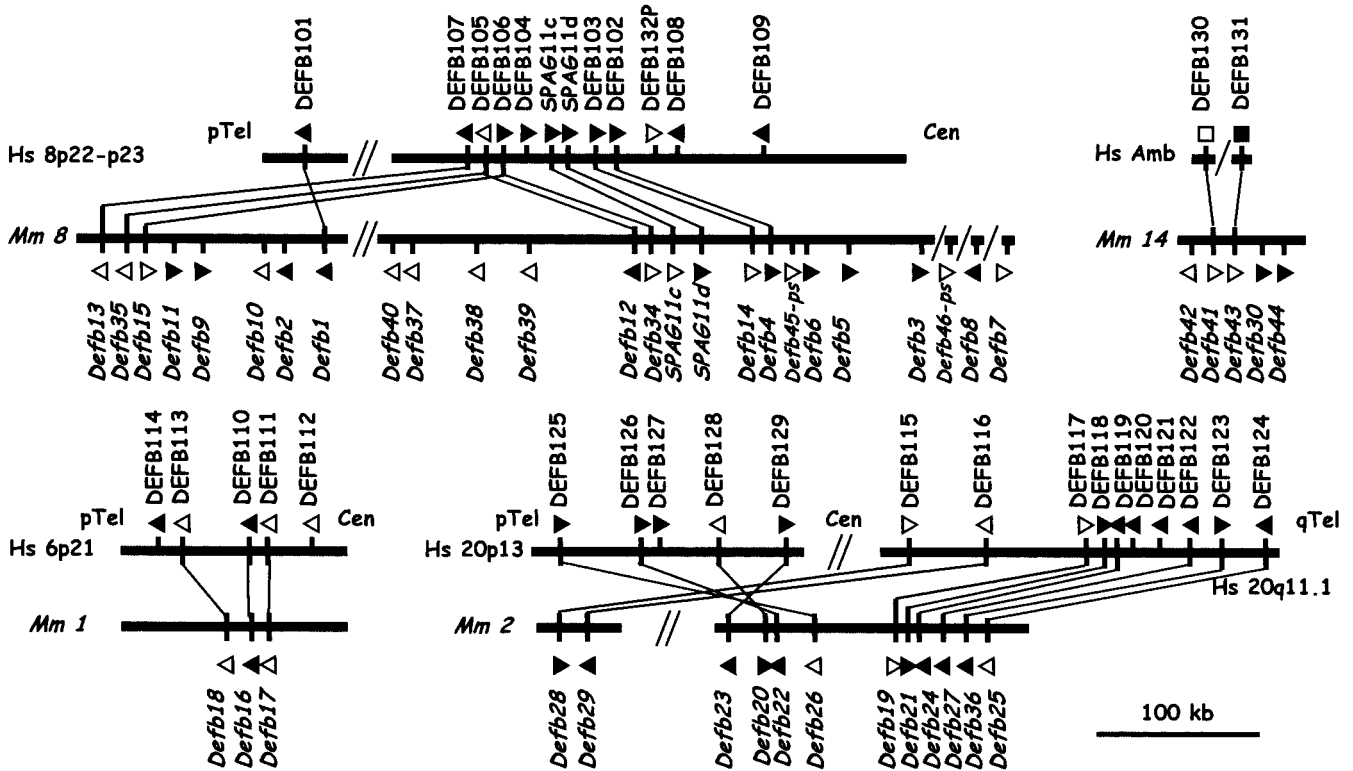 DEFB101
DEFB107
DEFB105
DEFB106
DEFB104
SPAG11c
SPAG11d
DEFB103
DEFB102
DEFB132P
DEFB108
DEFB109
DEFB130
DEFB131
pTel
Cen
Hs 8p22-p23
Hs Amb
Mm 8
Mm 14
Defb13
Defb35
Defb15
Defb11
Defb9
Defb10
Defb2
Defb1
Defb40
Defb37
Defb38
Defb39
Defb12
Defb34
SPAG11c
SPAG11d
Defb14
Defb4
Defb45-ps
Defb6
Defb5
Defb3
Defb46-ps
Defb8
Defb7
Defb42
Defb41
Defb43
Defb30
Defb44
DEFB114
DEFB113
DEFB110
DEFB111
DEFB112
DEFB125
DEFB126
DEFB127
DEFB128
DEFB129
DEFB115
DEFB116
DEFB117
DEFB118
DEFB119
DEFB120
DEFB121
DEFB122
DEFB123
DEFB124
pTel
Cen
pTel
Cen
qTel
Hs 6p21
Hs 20p13
Hs 20q11.1
Mm 1
Mm 2
Defb18
Defb16
Defb17
Defb28
Defb29
Defb23
Defb20
Defb22
Defb26
Defb19
Defb21
Defb24
Defb27
Defb36
Defb25
100 kb